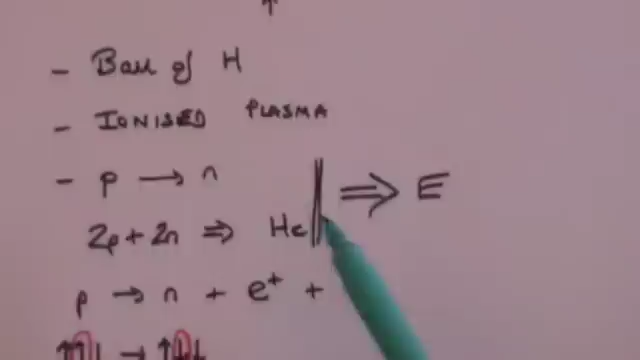 ↑
- Ball of H
- IONISED PLASMA
- p → n
2p + 2n ⇒ He ⇒ E
p → n + e⁺ +
↑↑↓ → ↑↓↓